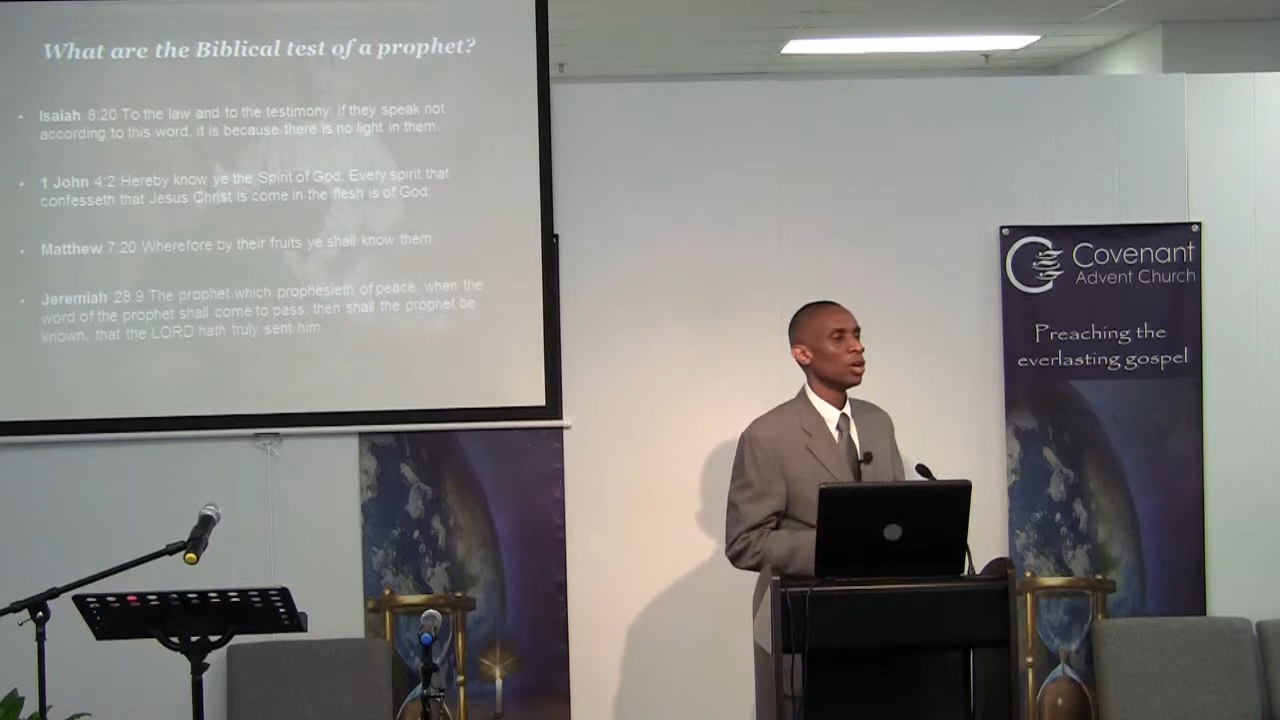 What are the Biblical test of a prophet?
• Isaiah 8:20 To the law and to the testimony: if they speak not
according to this word, it is because there is no light in them.
• 1 John 4:2 Hereby know ye the Spirit of God: Every spirit that
confesseth that Jesus Christ is come in the flesh is of God:
• Matthew 7:20 Wherefore by their fruits ye shall know them.
• Jeremiah 28:9 The prophet which prophesieth of peace, when the
word of the prophet shall come to pass, then shall the prophet be
known, that the LORD hath truly sent him
Covenant
Advent Church
Preaching the
everlasting gospel